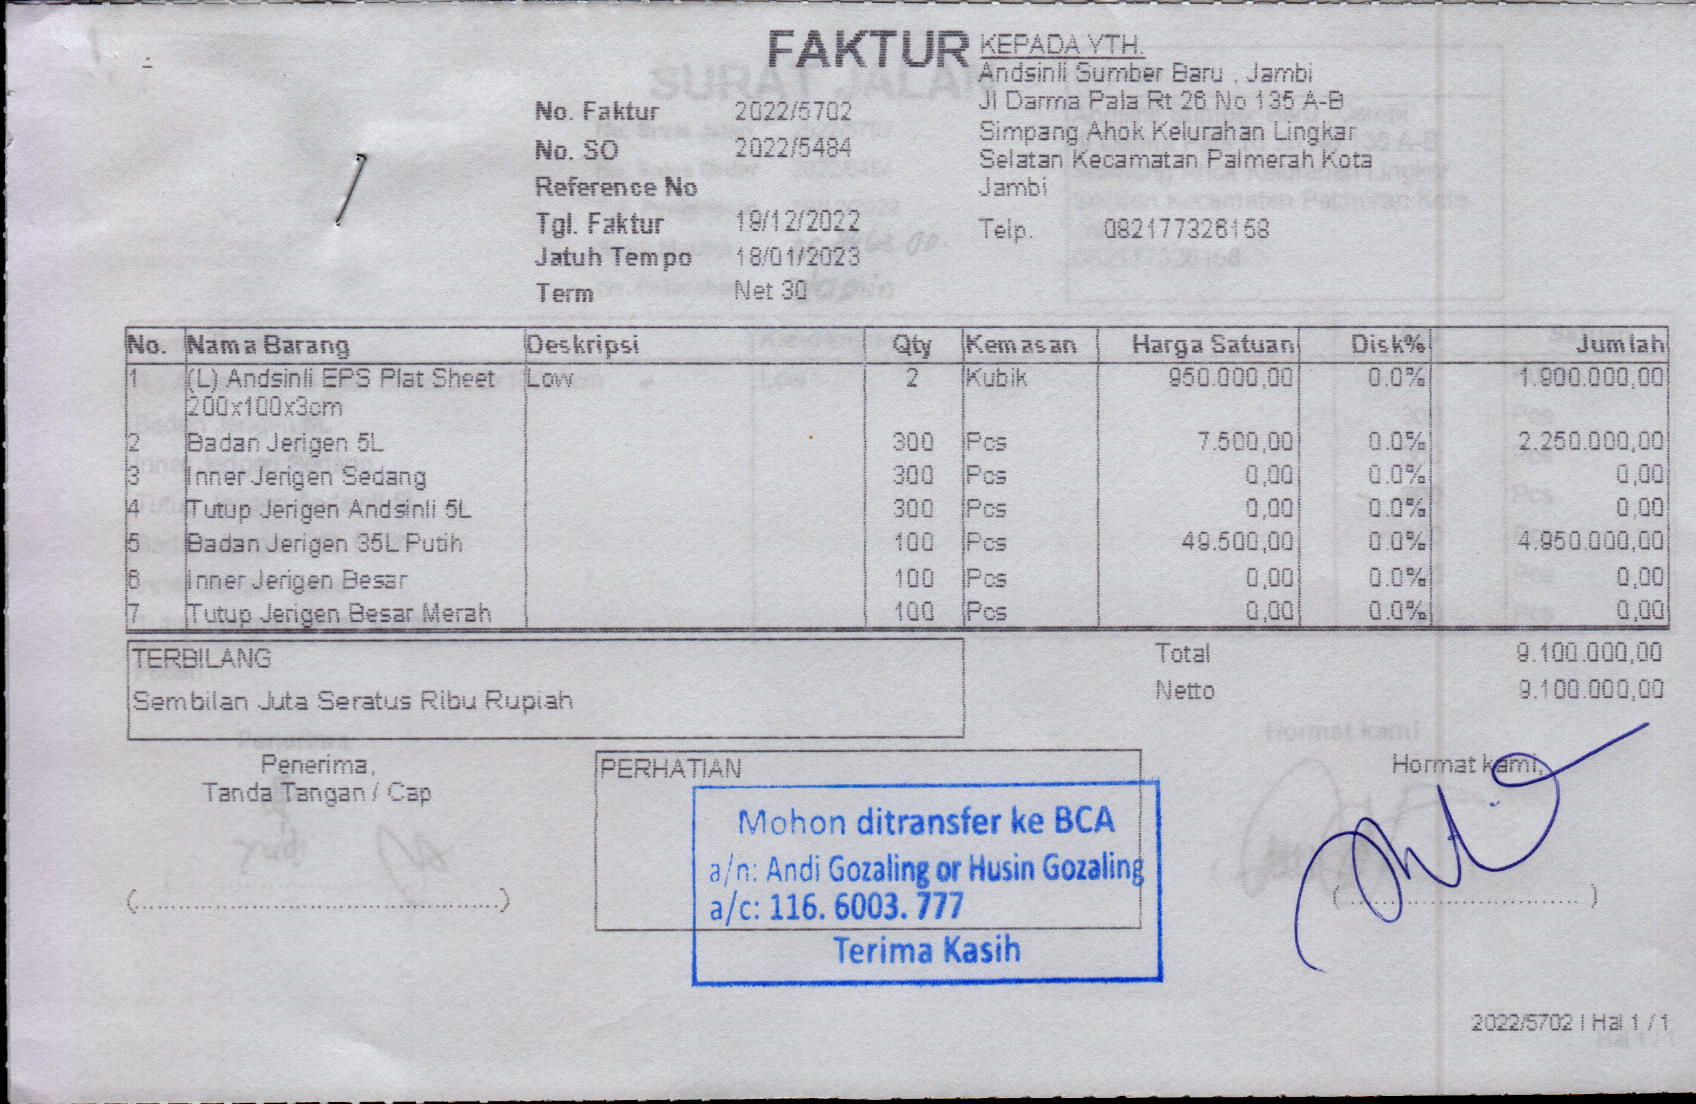 FAKTUR
No. Faktur 2022/5702
No. SO 2022/5484
Reference No
Tgl. Faktur 19/12/2022
Jatuh Tempo 18/01/2023
Term Net 30
KEPADA YTH.
Andsinli Sumber Baru , Jambi
Jl Darma Pala Rt 26 No 135 A-B
Simpang Ahok Kelurahan Lingkar
Selatan Kecamatan Palmerah Kota
Jambi
Telp. 082177326158
No. Nama Barang Deskripsi Qty Kemasan Harga Satuan Disk% Jumlah
1 (L) Andsinli EPS Plat Sheet Low 2 Kubik 950.000,00 0.0% 1.900.000,00
200x100x3cm
2 Badan Jerigen 5L 300 Pcs 7.500,00 0.0% 2.250.000,00
3 Inner Jerigen Sedang 300 Pcs 0,00 0.0% 0,00
4 Tutup Jerigen Andsinli 5L 300 Pcs 0,00 0.0% 0,00
5 Badan Jerigen 35L Putih 100 Pcs 49.500,00 0.0% 4.950.000,00
6 Inner Jerigen Besar 100 Pcs 0,00 0.0% 0,00
7 Tutup Jerigen Besar Merah 100 Pcs 0,00 0.0% 0,00
TERBILANG
Sembilan Juta Seratus Ribu Rupiah
Total 9.100.000,00
Netto 9.100.000,00
Penerima,
Tanda Tangan / Cap
(..................................................)
PERHATIAN
Mohon ditransfer ke BCA
a/n: Andi Gozaling or Husin Gozaling
a/c: 116. 6003. 777
Terima Kasih
Hormat kami,
(..................................)
2022/5702 | Hal 1 / 1